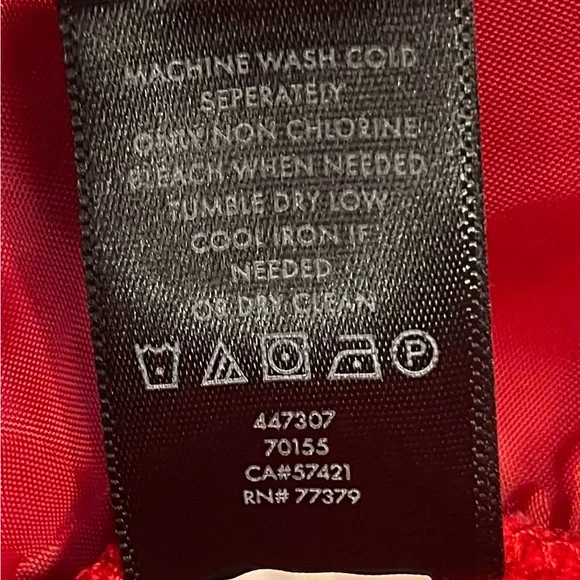 MACHINE WASH COLD
SEPERATELY
ONLY NON CHLORINE
BLEACH WHEN NEEDED
TUMBLE DRY LOW
COOL IRON IF
NEEDED
OR DRY CLEAN
P
447307
70155
CA#57421
RN# 77379